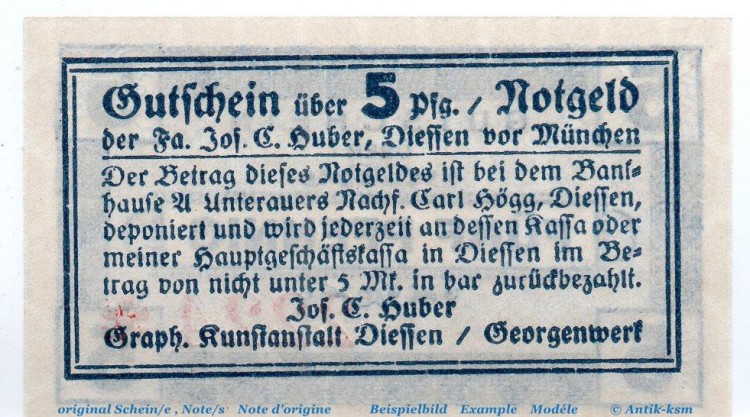 Gutschein über 5 Pfg. / Notgeld
der Fa. Jos. C. Huber, Diessen vor München
Der Betrag dieses Notgeldes ist bei dem Bank-
hause A Unterauers Nachf. Carl Högg, Diessen,
deponiert und wird jederzeit an dessen Kassa oder
meiner Hauptgeschäftskassa in Diessen im Be-
trag von nicht unter 5 Mk. in bar zurückbezahlt.
Jos. C. Huber
Graph. Kunstanstalt Diessen / Georgenwerk
original Schein/e , Note/s   Note d'origine   Beispielbild   Example   Modéle   © Antik-ksm